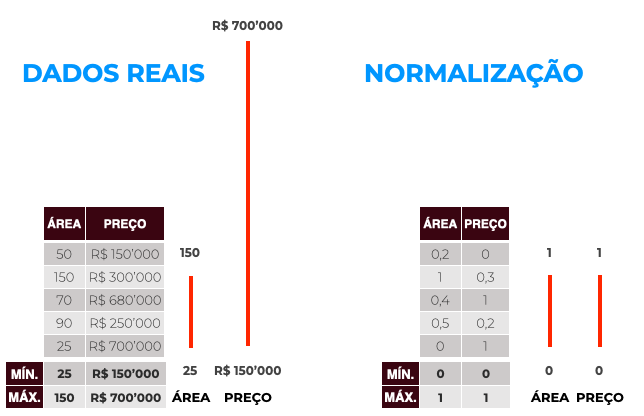 R$ 700’000
DADOS REAIS
NORMALIZAÇÃO
ÁREA PREÇO
50 R$ 150’000
150 R$ 300’000
70 R$ 680’000
90 R$ 250’000
25 R$ 700’000
MÍN. 25 R$ 150’000
MÁX. 150 R$ 700’000
150
25 R$ 150’000
ÁREA PREÇO
ÁREA PREÇO
0,2 0
1 0,3
0,4 1
0,5 0,2
0 1
MÍN. 0 0
MÁX. 1 1
1 1
0 0
ÁREA PREÇO